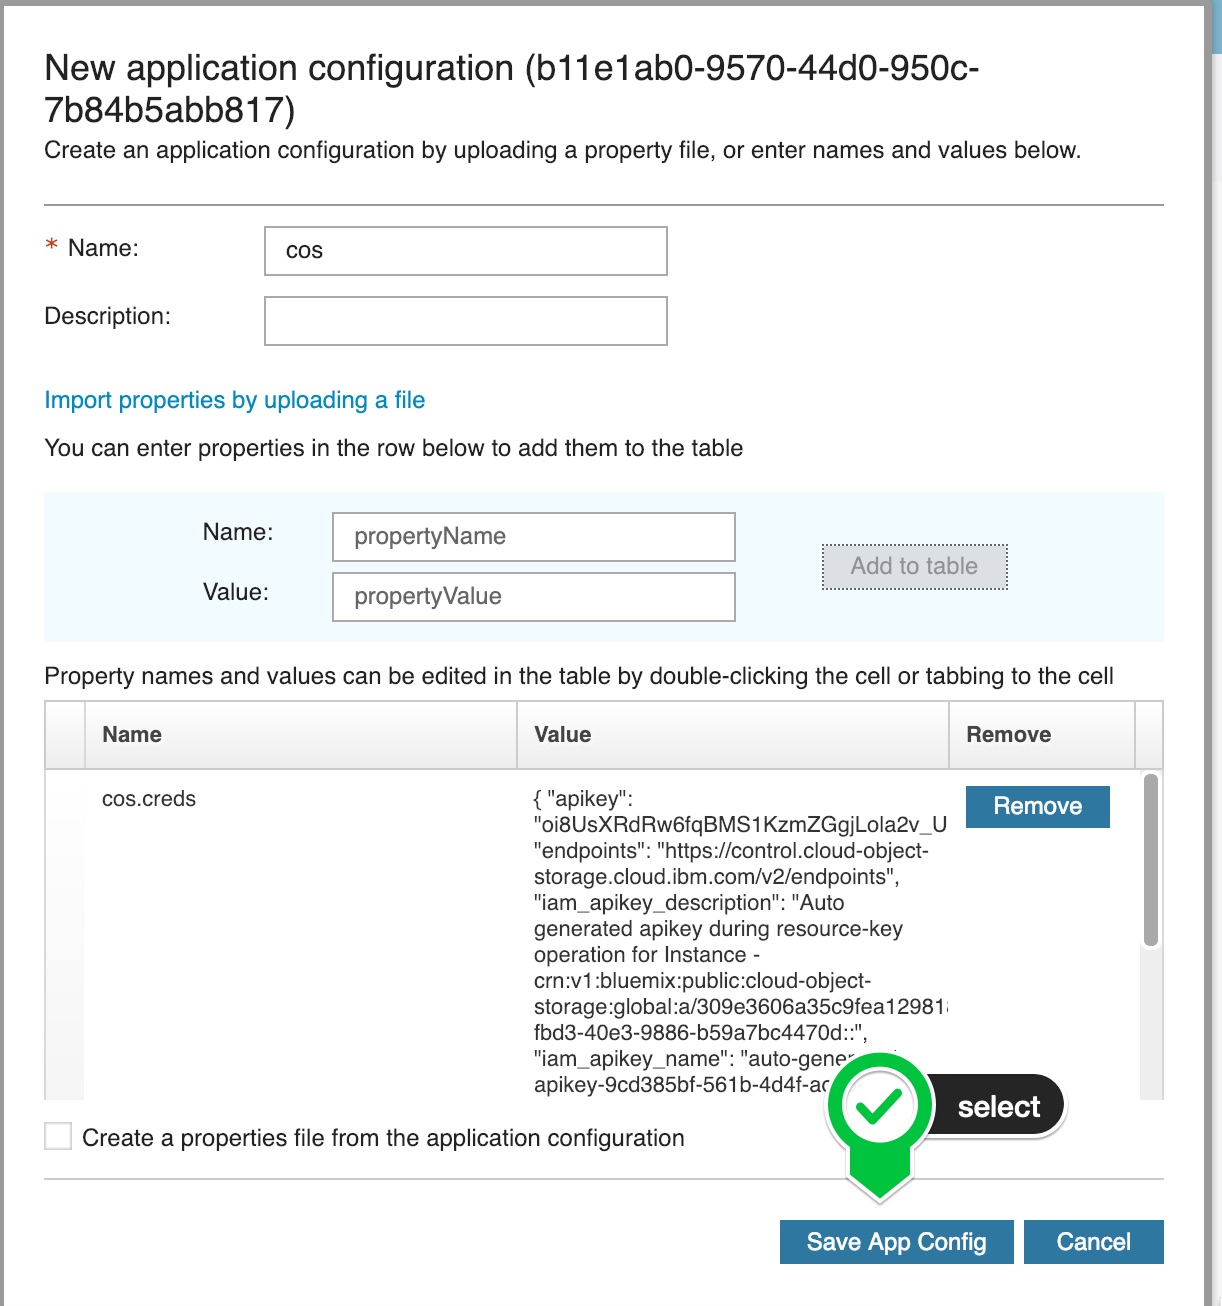 New application configuration (b11e1ab0-9570-44d0-950c-
7b84b5abb817)
Create an application configuration by uploading a property file, or enter names and values below.
* Name:
cos
Description:
Import properties by uploading a file
You can enter properties in the row below to add them to the table
Name:
propertyName
Add to table
Value:
propertyValue
Property names and values can be edited in the table by double-clicking the cell or tabbing to the cell
Name Value Remove
cos.creds
{ "apikey":
"oi8UsXRdRw6fqBMS1KzmZGgjLola2v_U
"endpoints": "https://control.cloud-object-
storage.cloud.ibm.com/v2/endpoints",
"iam_apikey_description": "Auto
generated apikey during resource-key
operation for Instance -
crn:v1:bluemix:public:cloud-object-
storage:global:a/309e3606a35c9fea12981
fbd3-40e3-9886-b59a7bc4470d::",
"iam_apikey_name": "auto-gene
apikey-9cd385bf-561b-4d4f-a
Remove
select
Create a properties file from the application configuration
Save App Config
Cancel